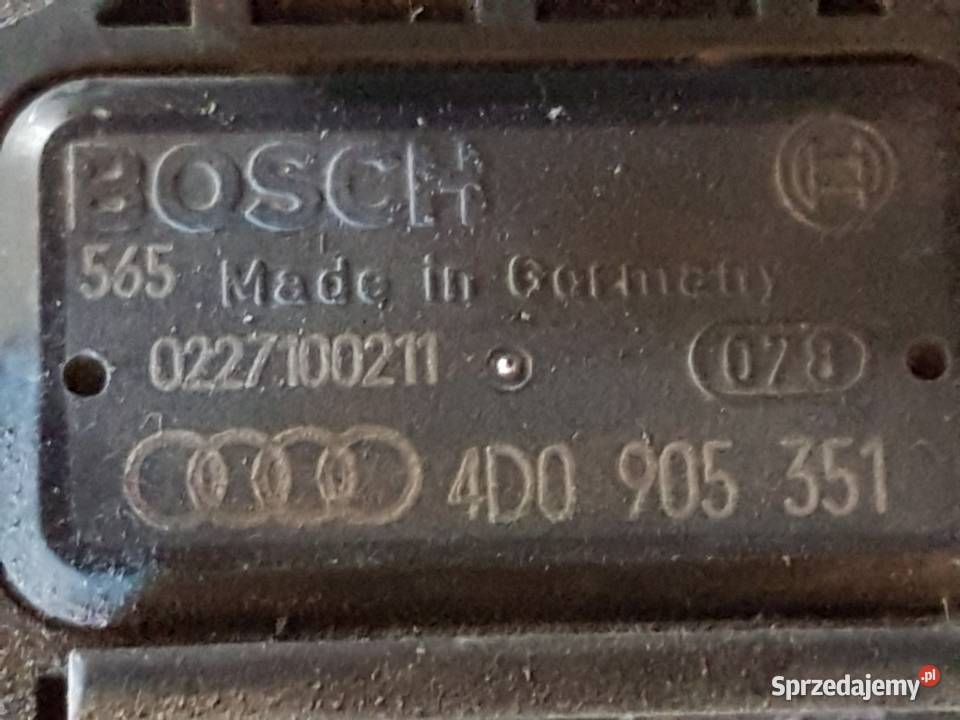 BOSCH
565 Made in Germany
0227100211 078
4D0 905 351
Sprzedajemy.pl